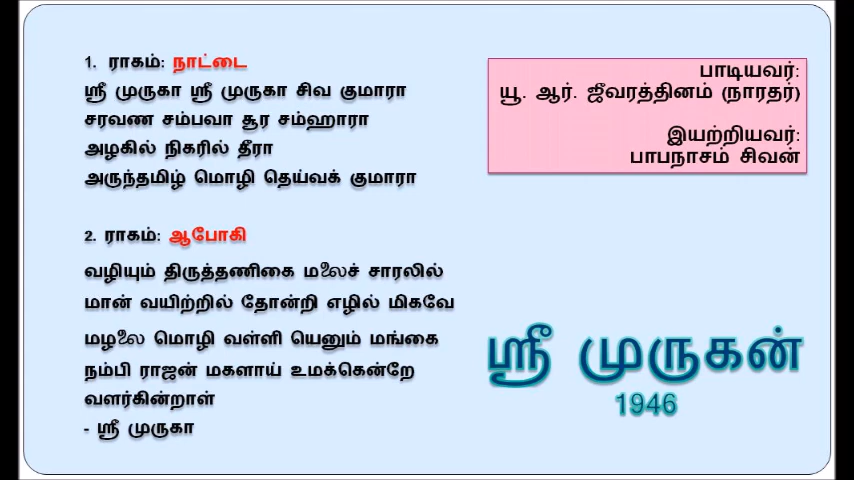 1. ராகம்: நாட்டை
ஸ்ரீ முருகா ஸ்ரீ முருகா சிவ குமாரா
சரவண சம்பவா சூர சம்ஹாரா
அழகில் நிகரில் தீரா
அருந்தமிழ் மொழி தெய்வக் குமாரா
2. ராகம்: ஆபோகி
வழியும் திருத்தணிகை மலைச் சாரலில்
மான் வயிற்றில் தோன்றி எழில் மிகவே
மழலை மொழி வள்ளி யெனும் மங்கை
நம்பி ராஜன் மகளாய் உமக்கென்றே
வளர்கின்றாள்
- ஸ்ரீ முருகா
பாடியவர்:
யூ. ஆர். ஜீவரத்தினம் (நாரதர்)
இயற்றியவர்:
பாபநாசம் சிவன்
ஸ்ரீ முருகன்
1946